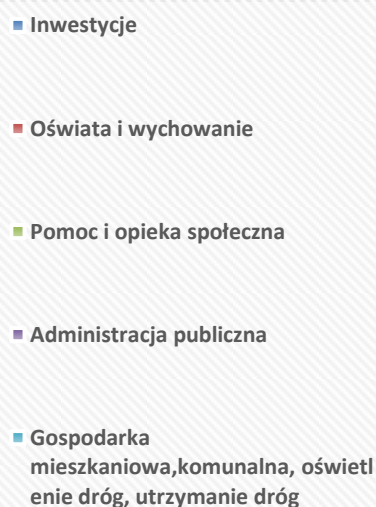 Inwestycje
Oświata i wychowanie
Pomoc i opieka społeczna
Administracja publiczna
Gospodarka
mieszkaniowa,komunalna, oświetl
enie dróg, utrzymanie dróg